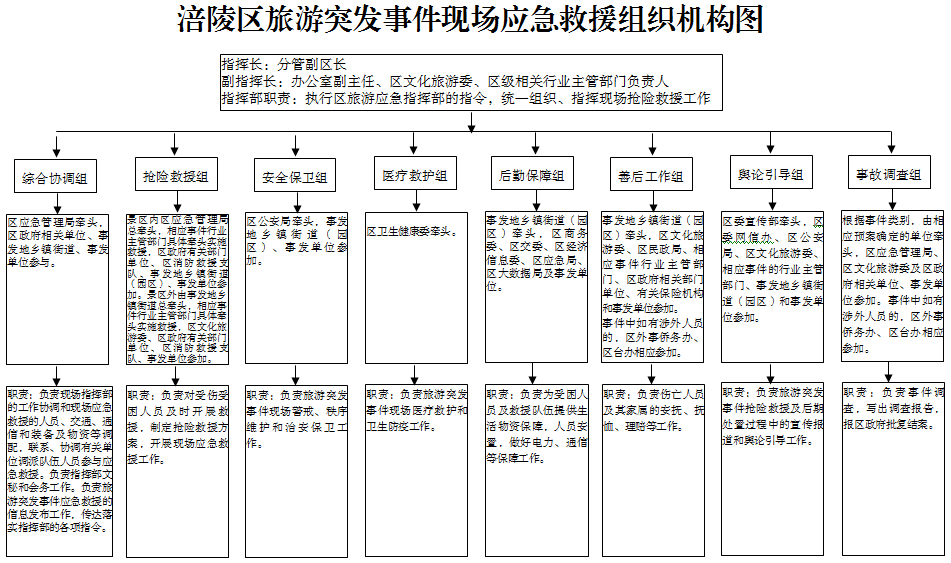 涪陵区旅游突发事件现场应急救援组织机构图
指挥长：分管副区长
副指挥长：办公室副主任、区文化旅游委、区级相关行业主管部门负责人
指挥部职责：执行区旅游应急指挥部的指令，统一组织、指挥现场抢险救援工作
综合协调组
抢险救授组
安全保卫组
医疗救护组
后勤保障组
善后工作组
舆论引导组
事故调查组
区应急管理局牵头，
区政府相关单位、事
发地乡镇街道、事发
单位参与。
景区内区应急管理局
总牵头，相应事件行业
主管部门具体牵头实施
救援，区政府有关部门
单位、区消防救援支
队、事发地乡镇街道
（园区）、事发单位参
加。景区外由事发地乡
镇街道总牵头，相应事
件行业主管部门具体牵
头实施救援，区文化旅
游委、区政府有关部门
单位、区消防救援支
队、事发单位参加。
区公安局牵头，事发
地乡镇街道（园
区）、事发单位参
加。
区卫生健康委牵头。
事发地乡镇街道（园
区）牵头，区商务
委、区交委、区经济
信息委、区应急局、
区大数据局及事发单
位。
事发地乡镇街道（园
区）牵头，区文化旅
游委、区民政局、相
应事件行业主管部
门、区政府相关部门
单位、有关保险机构
和事发单位参加。
事件中如有涉外人员
的，区外事侨务办、
区台办相应参加。
区委宣传部牵头，区
委网信办、区公安
局、区文化旅游委、
相应事件的行业主管
部门、事发地乡镇街
道（园区）和事发单
位参加。
根据事件类别，由相
应预案确定的单位牵
头，区应急管理局、
区文化旅游委及区政
府相关单位、事发单
位参加。事件中如有
涉外人员的，区外事
侨务办、区台办相应
参加。
职责：负责现场指挥部
的工作协调和现场应急
救援的人员、交通、通
信和装备及物资等调
配，联系、协调有关单
位调派队伍人员参与应
急救援。负责指挥部文
秘和会务工作。负责旅
游突发事件应急救援的
信息发布工作，传达落
实指挥部的各项指令。
职责：负责对受伤受
困人员及时开展救
援，制定抢险救援方
案，开展现场应急救
援工作。
职责：负责旅游突发
事件现场警戒、秩序
维护和治安保卫工
作。
职责：负责旅游突发
事件现场医疗救护和
卫生防疫工作。
职责：负责为受困人
员及救援队伍提供生
活物资保障，人员安
置，做好电力、通信
等保障工作。
职责：负责伤亡人员
及其家属的安抚、抚
恤、理赔等工作。
职责：负责旅游突发
事件抢险救援及后期
处置过程中的宣传报
道和舆论引导工作。
职责：负责事件调
查，写出调查报告，
报区政府批复结案。